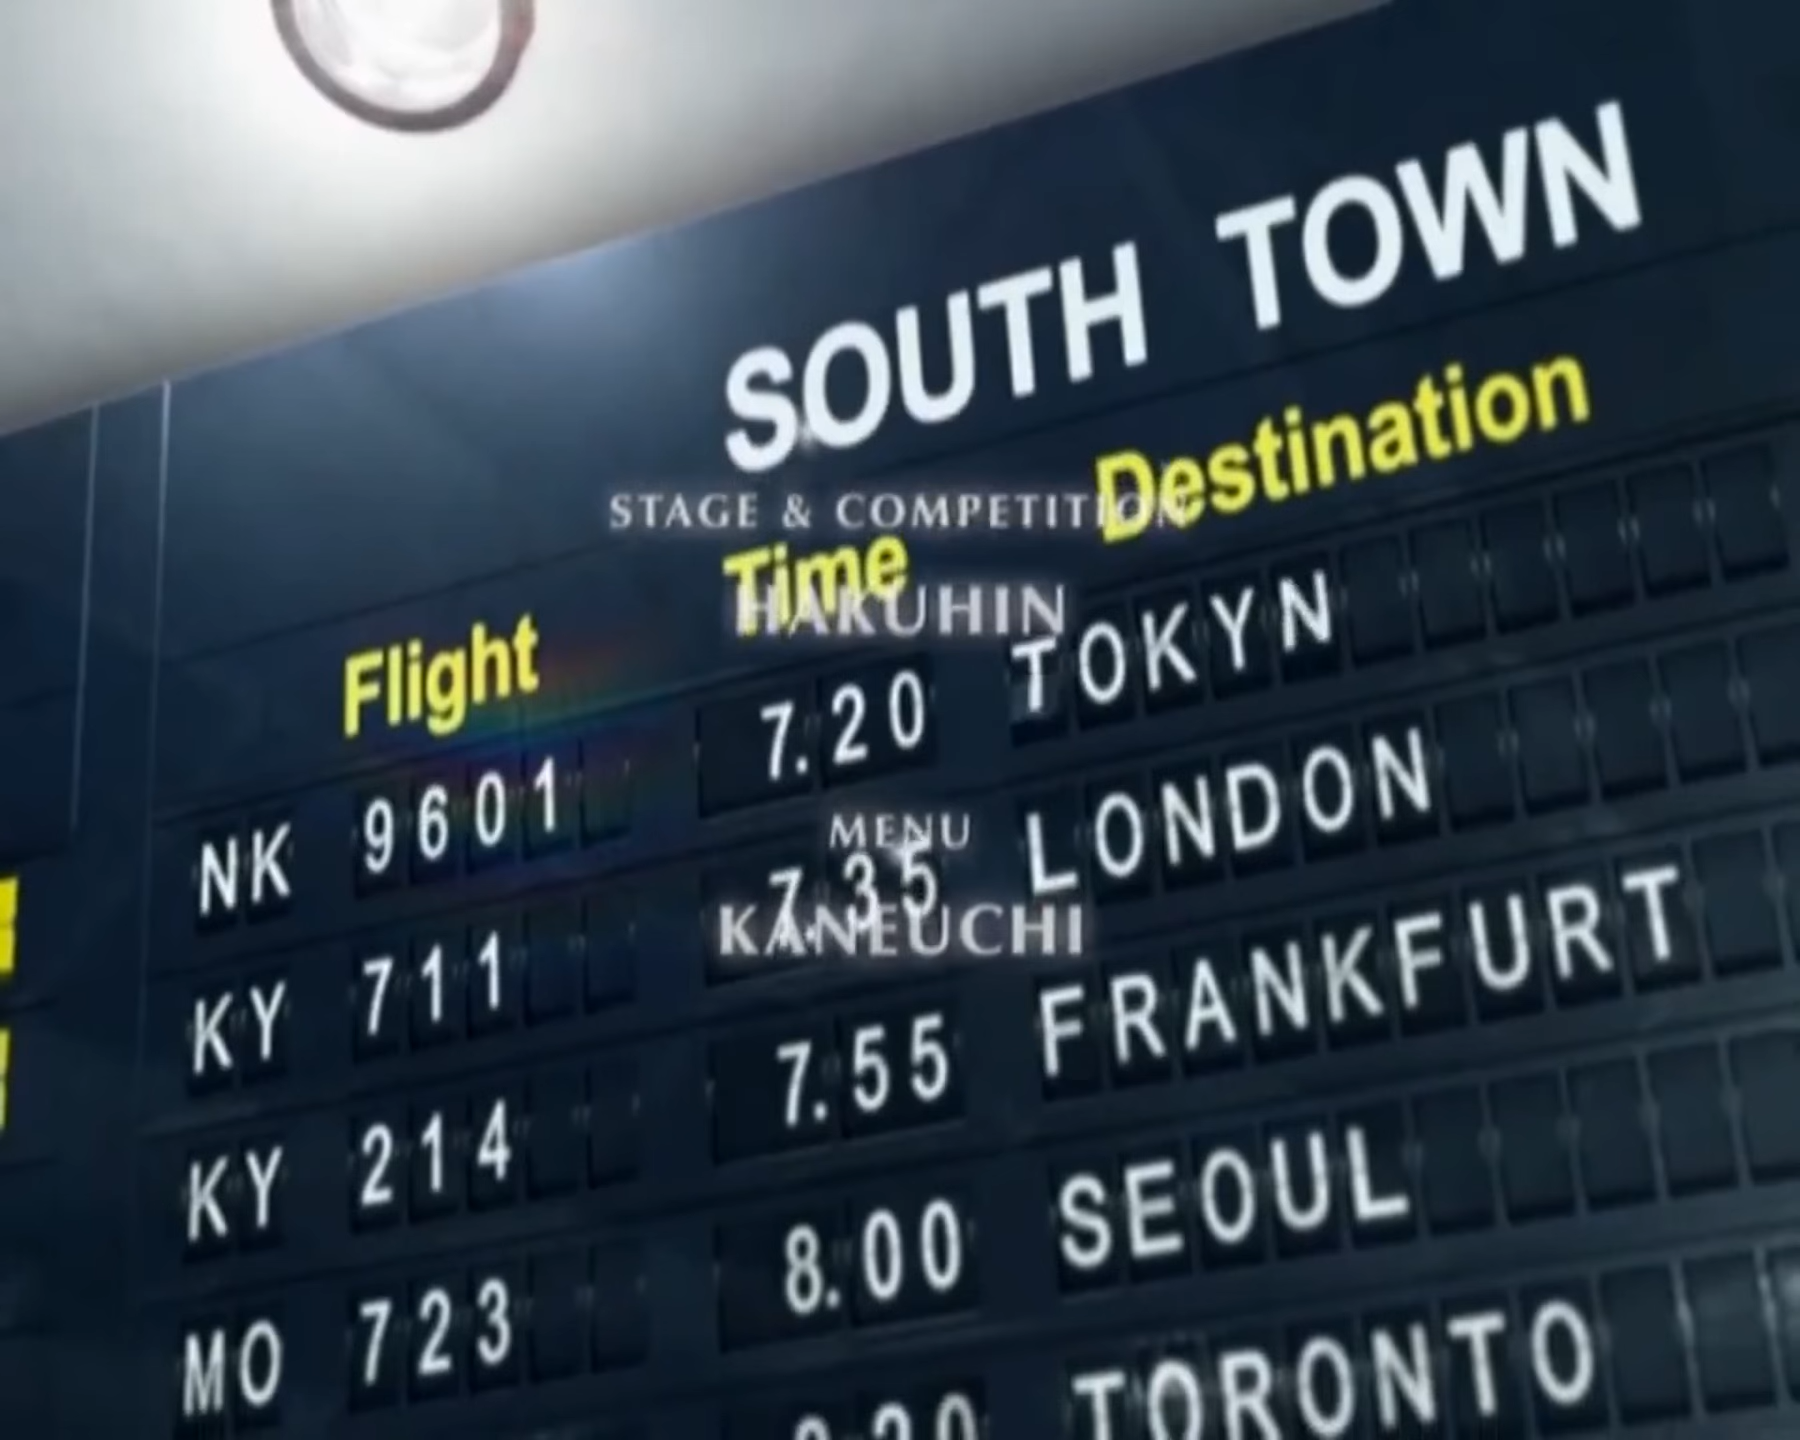 SOUTH TOWN
Flight Time Destination
NK 9601 7.20 TOKYN
KY 711 7.35 LONDON
KY 214 7.55 FRANKFURT
MO 723 8.00 SEOUL
TORONTO
STAGE & COMPETITION
HAKUHIN
MENU
KANEUCHI